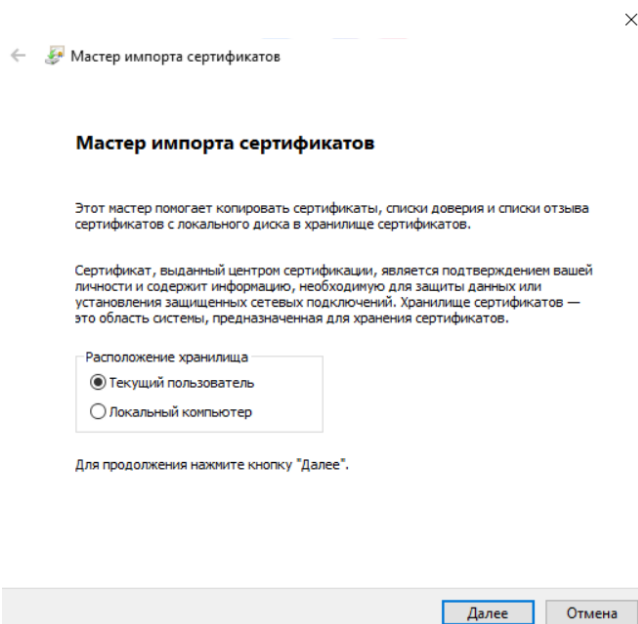 Мастер импорта сертификатов
Мастер импорта сертификатов
Этот мастер помогает копировать сертификаты, списки доверия и списки отзыва
сертификатов с локального диска в хранилище сертификатов.
Сертификат, выданный центром сертификации, является подтверждением вашей
личности и содержит информацию, необходимую для защиты данных или
установления защищенных сетевых подключений. Хранилище сертификатов —
это область системы, предназначенная для хранения сертификатов.
Расположение хранилища
Текущий пользователь
Локальный компьютер
Для продолжения нажмите кнопку "Далее".
Далее Отмена